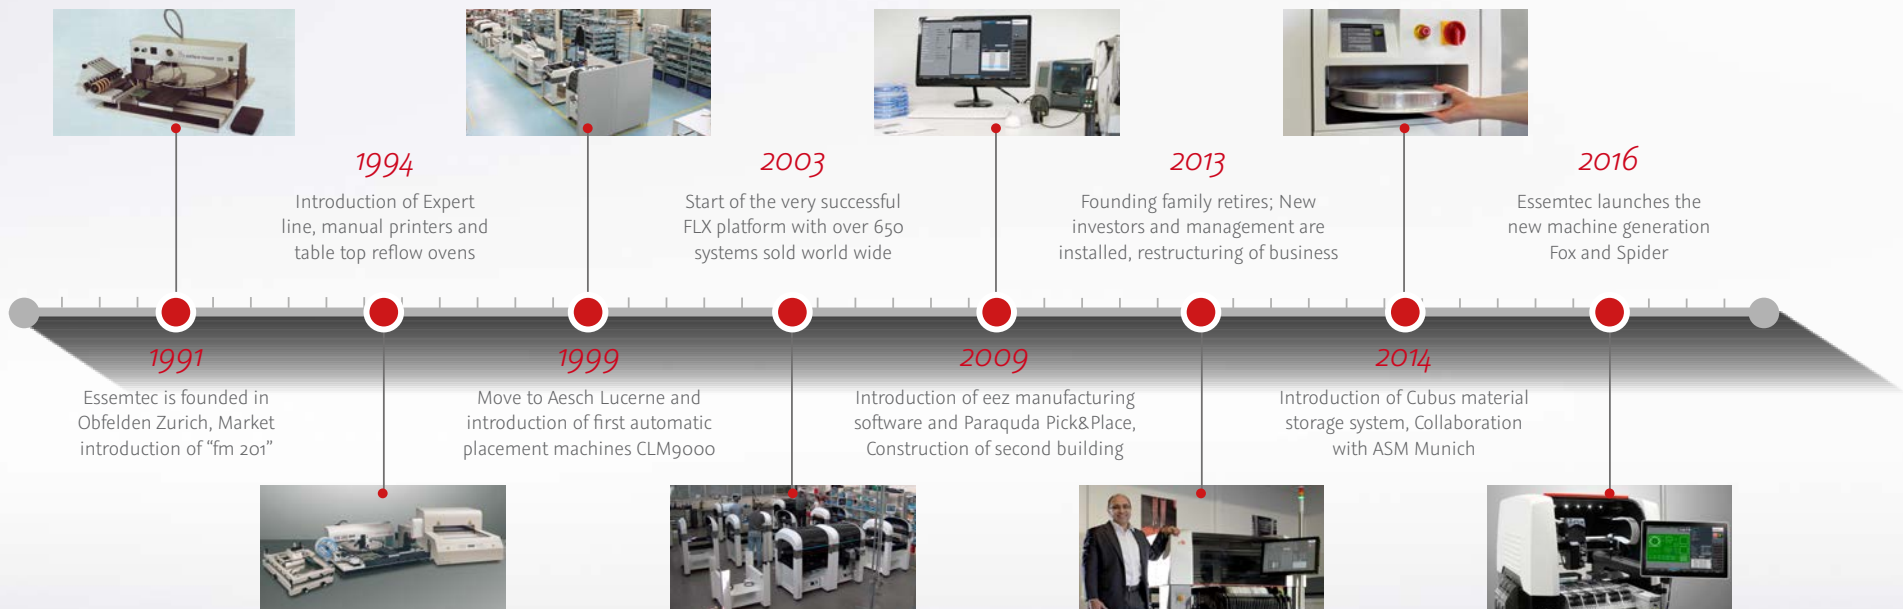 1994
Introduction of Expert
line, manual printers and
table top reflow ovens
2003
Start of the very successful
FLX platform with over 650
systems sold world wide
2013
Founding family retires; New
investors and management are
installed, restructuring of business
2016
Essemtec launches the
new machine generation
Fox and Spider
1991
Essemtec is founded in
Obfelden Zurich, Market
introduction of “fm 201”
1999
Move to Aesch Lucerne and
introduction of first automatic
placement machines CLM9000
2009
Introduction of eez manufacturing
software and Paraquda Pick&Place,
Construction of second building
2014
Introduction of Cubus material
storage system, Collaboration
with ASM Munich